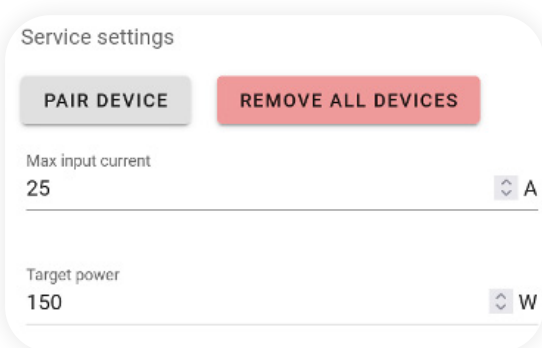 Service settings
PAIR DEVICE REMOVE ALL DEVICES
Max input current
25 A
Target power
150 W